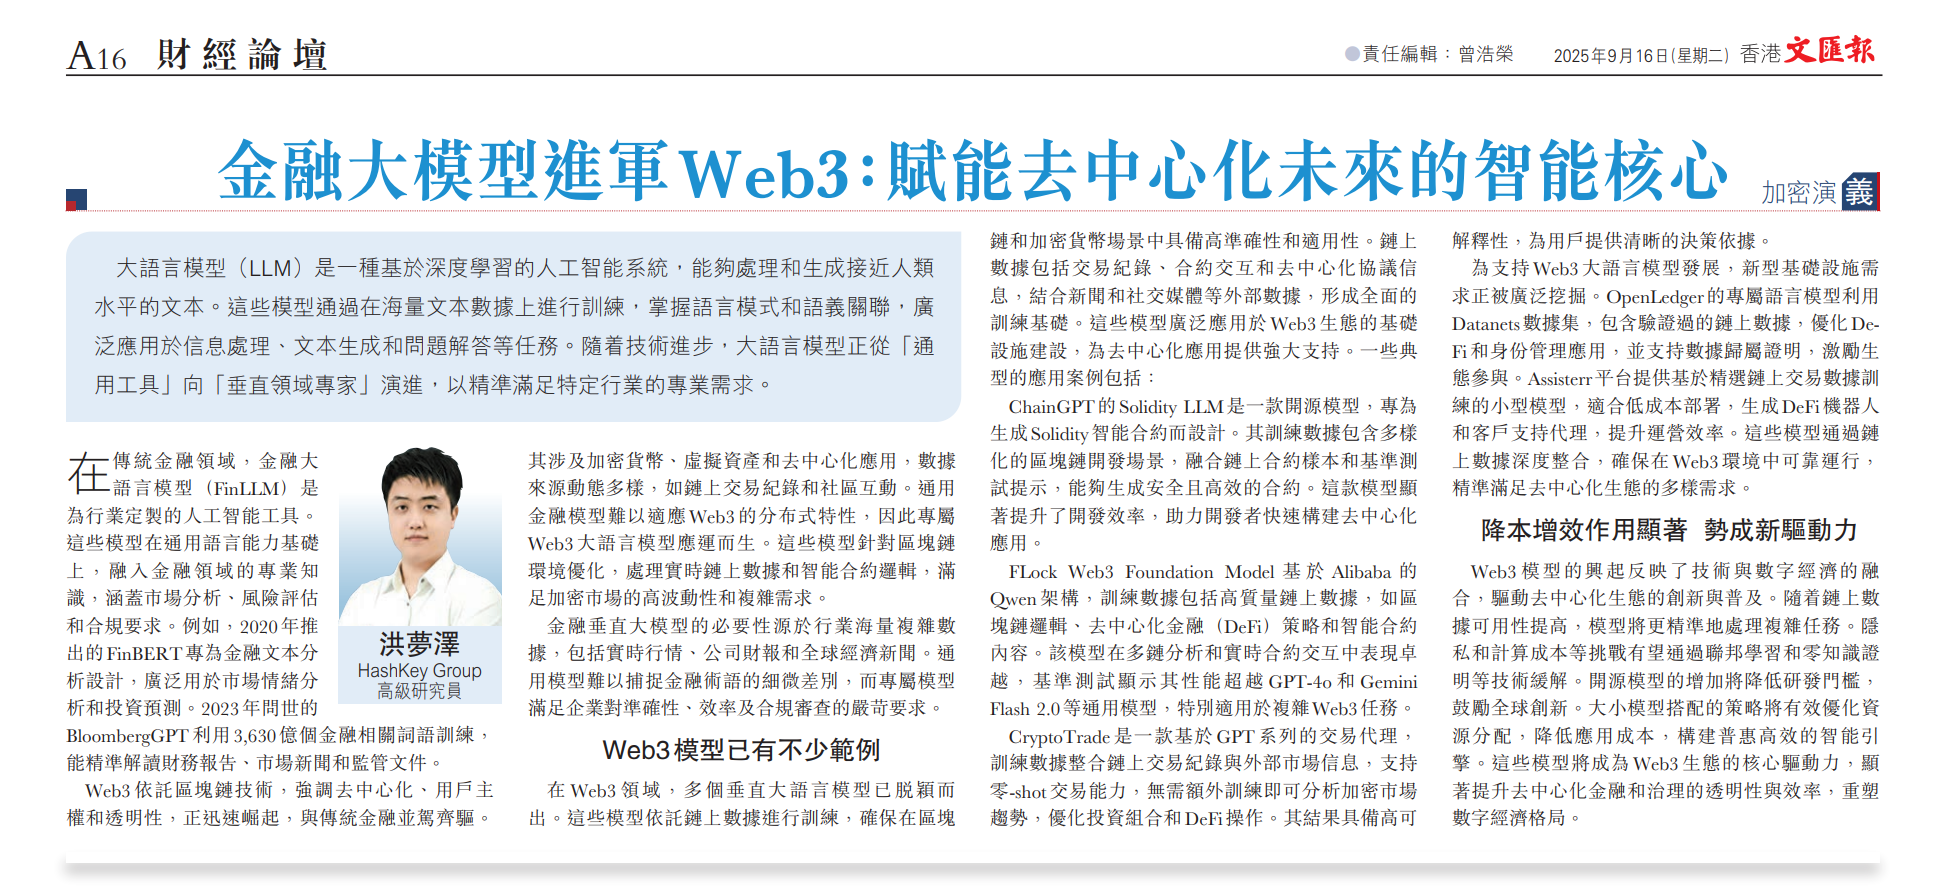 A16 財經論壇
●責任編輯：曾浩榮 2025年9月16日(星期二) 香港文匯報
金融大模型進軍Web3：賦能去中心化未來的智能核心
加密演義
大語言模型（LLM）是一種基於深度學習的人工智能系統，能夠處理和生成接近人類
水平的文本。這些模型通過在海量文本數據上進行訓練，掌握語言模式和語義關聯，廣
泛應用於信息處理、文本生成和問題解答等任務。隨着技術進步，大語言模型正從「通
用工具」向「垂直領域專家」演進，以精準滿足特定行業的專業需求。
在傳統金融領域，金融大
語言模型（FinLLM）是
為行業定製的人工智能工具。
這些模型在通用語言能力基礎
上，融入金融領域的專業知
識，涵蓋市場分析、風險評估
和合規要求。例如，2020年推
出的FinBERT專為金融文本分
析設計，廣泛用於市場情緒分
析和投資預測。2023年問世的
BloombergGPT利用3,630億個金融相關詞語訓練，
能精準解讀財務報告、市場新聞和監管文件。
Web3依託區塊鏈技術，強調去中心化、用戶主
權和透明性，正迅速崛起，與傳統金融並駕齊驅。
洪夢澤
HashKey Group
高級研究員
其涉及加密貨幣、虛擬資產和去中心化應用，數據
來源動態多樣，如鏈上交易紀錄和社區互動。通用
金融模型難以適應Web3的分布式特性，因此專屬
Web3大語言模型應運而生。這些模型針對區塊鏈
環境優化，處理實時鏈上數據和智能合約邏輯，滿
足加密市場的高波動性和複雜需求。
金融垂直大模型的必要性源於行業海量複雜數
據，包括實時行情、公司財報和全球經濟新聞。通
用模型難以捕捉金融術語的細微差別，而專屬模型
滿足企業對準確性、效率及合規審查的嚴苛要求。
Web3模型已有不少範例
在Web3領域，多個垂直大語言模型已脫穎而
出。這些模型依託鏈上數據進行訓練，確保在區塊
鏈和加密貨幣場景中具備高準確性和適用性。鏈上
數據包括交易紀錄、合約交互和去中心化協議信
息，結合新聞和社交媒體等外部數據，形成全面的
訓練基礎。這些模型廣泛應用於Web3生態的基礎
設施建設，為去中心化應用提供強大支持。一些典
型的應用案例包括：
ChainGPT的Solidity LLM是一款開源模型，專為
生成Solidity智能合約而設計。其訓練數據包含多樣
化的區塊鏈開發場景，融合鏈上合約樣本和基準測
試提示，能夠生成安全且高效的合約。這款模型顯
著提升了開發效率，助力開發者快速構建去中心化
應用。
FLock Web3 Foundation Model基於Alibaba的
Qwen架構，訓練數據包括高質量鏈上數據，如區
塊鏈邏輯、去中心化金融（DeFi）策略和智能合約
內容。該模型在多鏈分析和實時合約交互中表現卓
越，基準測試顯示其性能超越GPT-4o和Gemini
Flash 2.0等通用模型，特別適用於複雜Web3任務。
CryptoTrade是一款基於GPT系列的交易代理，
訓練數據整合鏈上交易紀錄與外部市場信息，支持
零-shot交易能力，無需額外訓練即可分析加密市場
趨勢，優化投資組合和DeFi操作。其結果具備高可
解釋性，為用戶提供清晰的決策依據。
為支持Web3大語言模型發展，新型基礎設施需
求正被廣泛挖掘。OpenLedger的專屬語言模型利用
Datanets數據集，包含驗證過的鏈上數據，優化De-
Fi和身份管理應用，並支持數據歸屬證明，激勵生
態參與。Assisterr平台提供基於精選鏈上交易數據訓
練的小型模型，適合低成本部署，生成DeFi機器人
和客戶支持代理，提升運營效率。這些模型通過鏈
上數據深度整合，確保在Web3環境中可靠運行，
精準滿足去中心化生態的多樣需求。
降本增效作用顯著 勢成新驅動力
Web3模型的興起反映了技術與數字經濟的融
合，驅動去中心化生態的創新與普及。隨着鏈上數
據可用性提高，模型將更精準地處理複雜任務。隱
私和計算成本等挑戰有望通過聯邦學習和零知識證
明等技術緩解。開源模型的增加將降低研發門檻，
鼓勵全球創新。大小模型搭配的策略將有效優化資
源分配，降低應用成本，構建普惠高效的智能引
擎。這些模型將成為Web3生態的核心驅動力，顯
著提升去中心化金融和治理的透明性與效率，重塑
數字經濟格局。